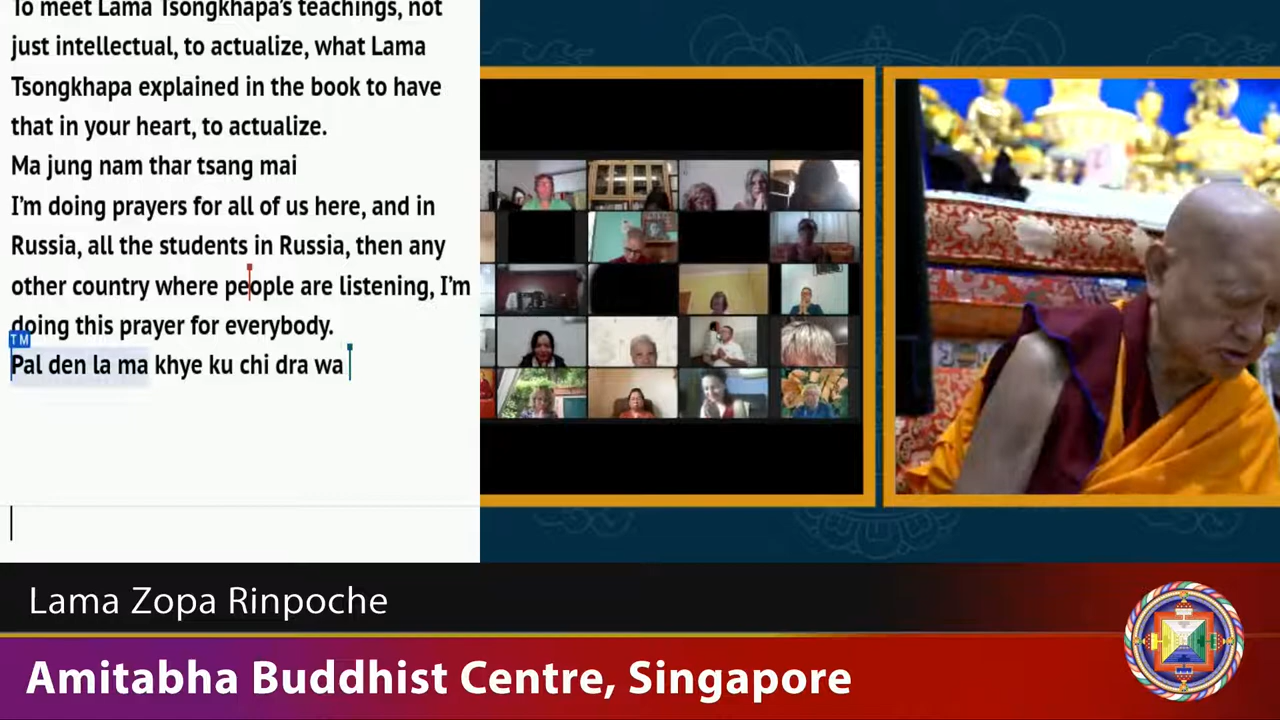 To meet Lama Tsongkhapa's teachings, not
just intellectual, to actualize, what Lama
Tsongkhapa explained in the book to have
that in your heart, to actualize.
Ma jung nam thar tsang mai
I'm doing prayers for all of us here, and in
Russia, all the students in Russia, then any
other country where people are listening, I'm
doing this prayer for everybody.
TM
Pal den la ma khye ku chi dra wa
Lama Zopa Rinpoche
Amitabha Buddhist Centre, Singapore